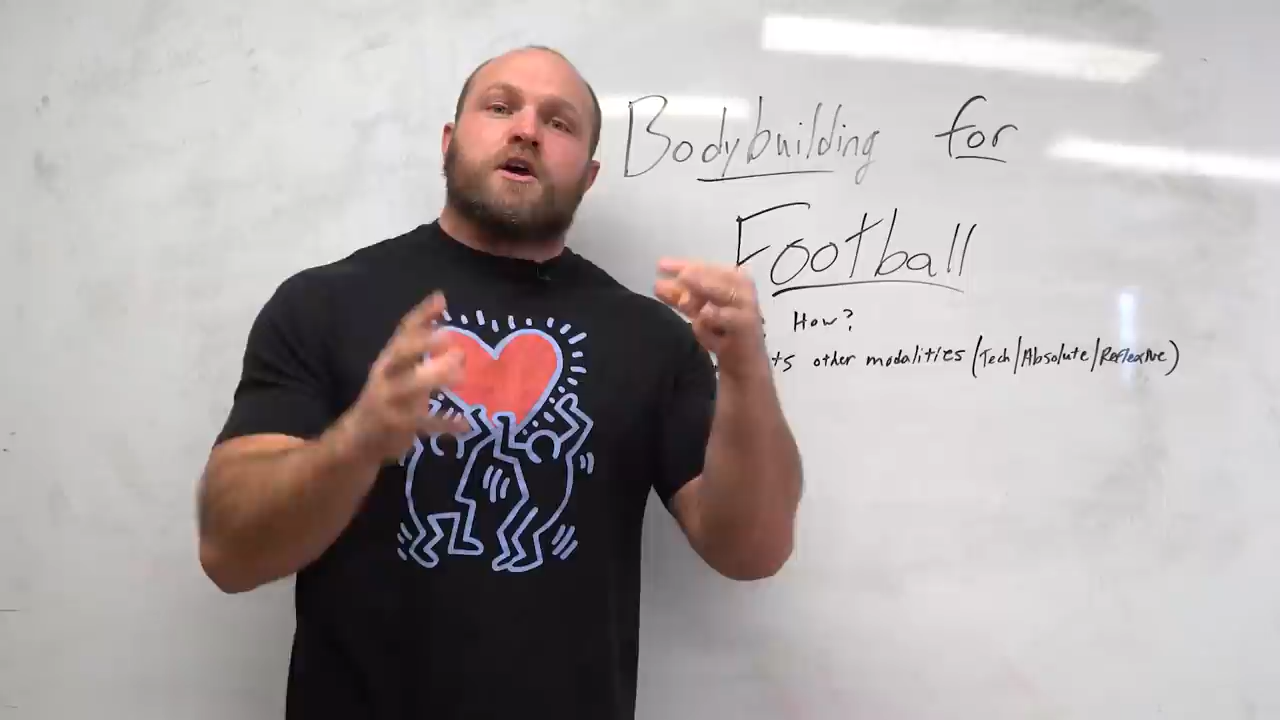 Bodybuilding for
Football
How?
other modalities (Tech/Absolute/Reflexive)